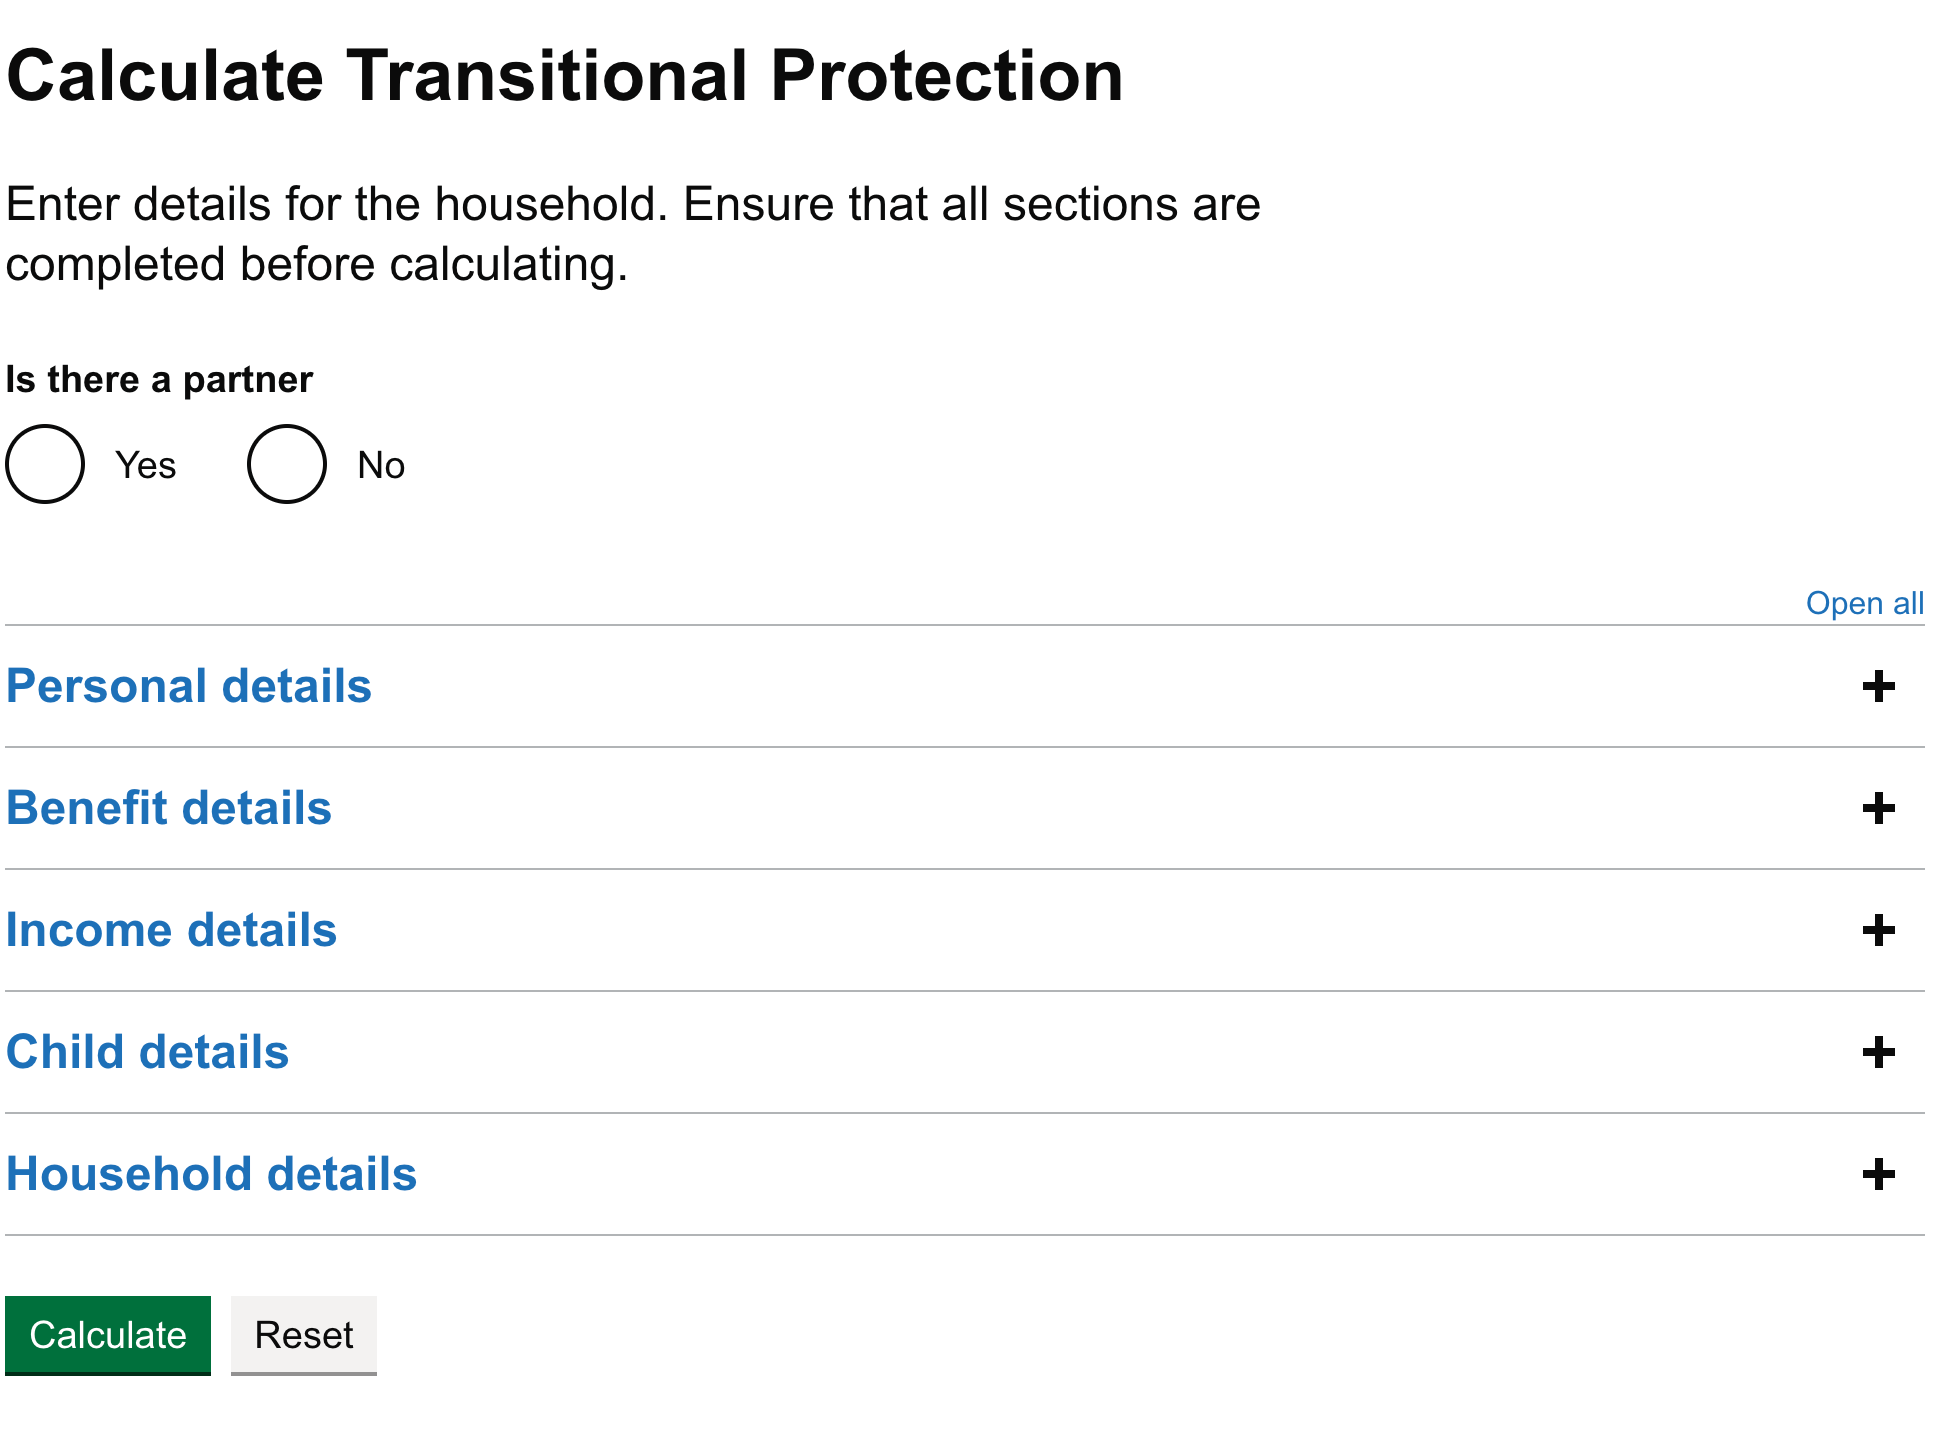 Calculate Transitional Protection
Enter details for the household. Ensure that all sections are
completed before calculating.
Is there a partner
Yes No
Open all
Personal details
Benefit details
Income details
Child details
Household details
Calculate Reset